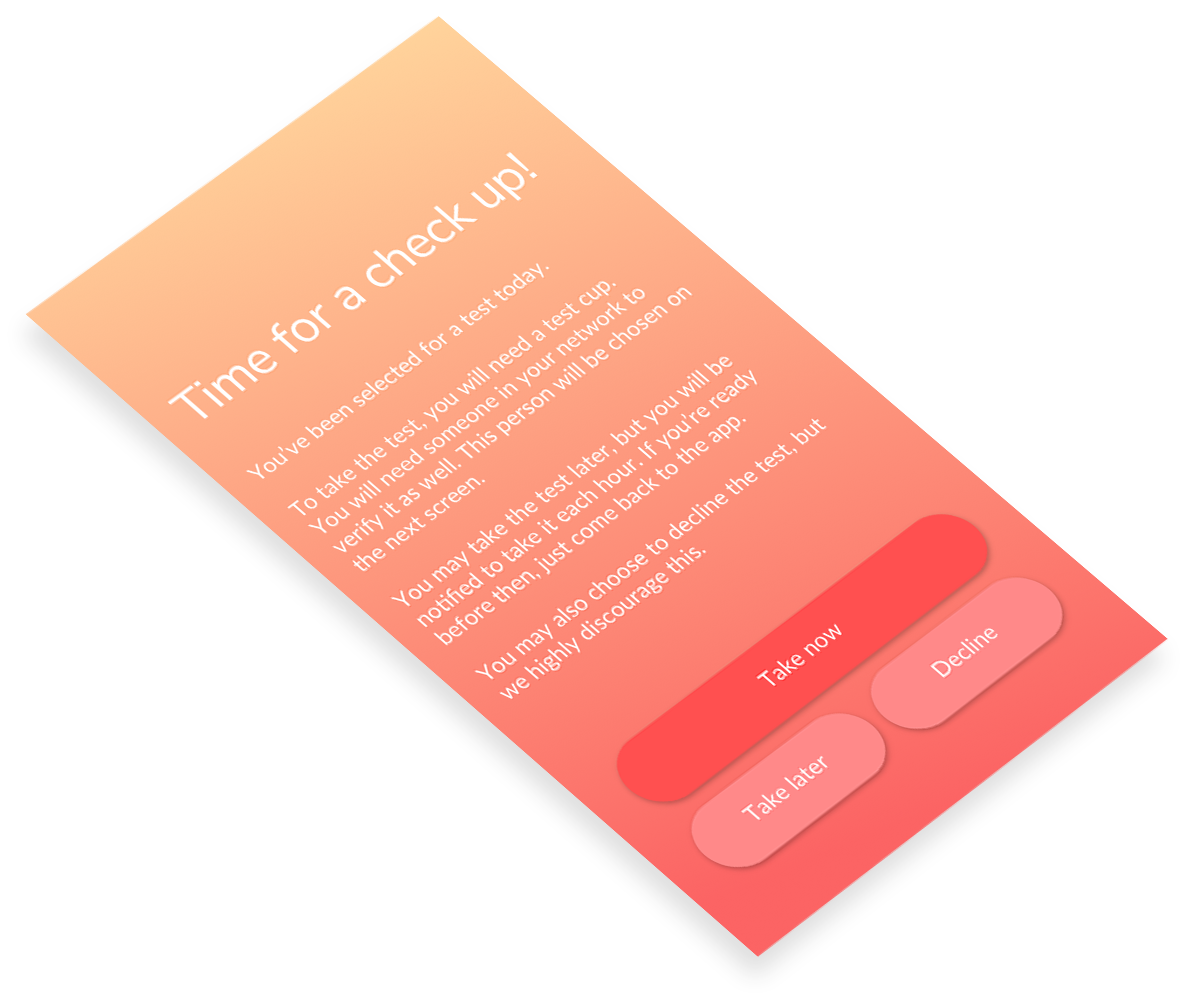 Time for a check up!
You've been selected for a test today.
To take the test, you will need a test cup.
You will need someone in your network to
verify it as well. This person will be chosen on
the next screen.
You may take the test later, but you will be
notified to take it each hour. If you're ready
before then, just come back to the app.
You may also choose to decline the test, but
we highly discourage this.
Take now
Take later
Decline